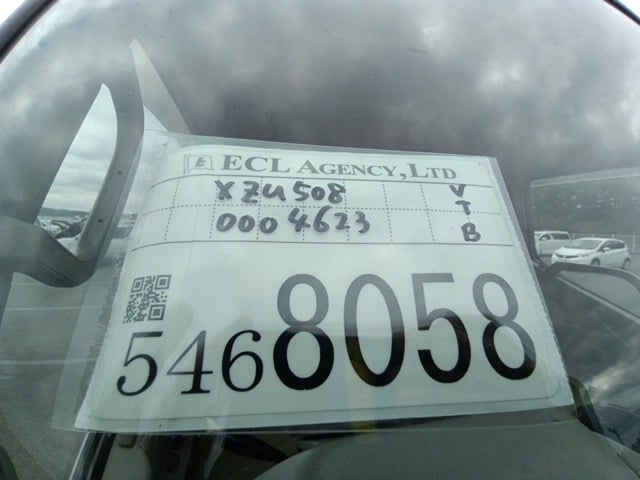 E ECL AGENCY, LTD
XZU508 V
T
0004623 B
5468058